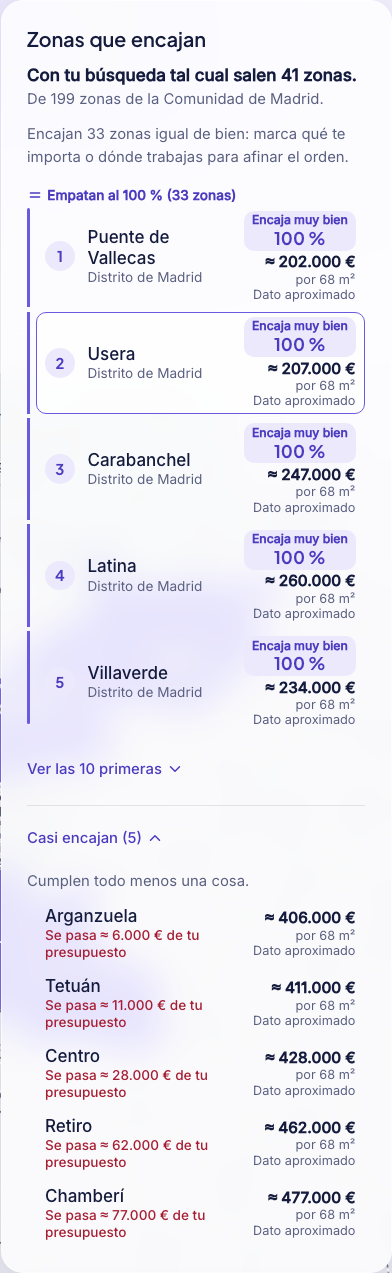 Zonas que encajan
Con tu búsqueda tal cual salen 41 zonas.
De 199 zonas de la Comunidad de Madrid.
Encajan 33 zonas igual de bien: marca qué te
importa o dónde trabajas para afinar el orden.
= Empatan al 100 % (33 zonas)
1
Puente de
Vallecas
Distrito de Madrid
Encaja muy bien
100 %
≈ 202.000 €
por 68 m²
Dato aproximado
2
Usera
Distrito de Madrid
Encaja muy bien
100 %
≈ 207.000 €
por 68 m²
Dato aproximado
3
Carabanchel
Distrito de Madrid
Encaja muy bien
100 %
≈ 247.000 €
por 68 m²
Dato aproximado
4
Latina
Distrito de Madrid
Encaja muy bien
100 %
≈ 260.000 €
por 68 m²
Dato aproximado
5
Villaverde
Distrito de Madrid
Encaja muy bien
100 %
≈ 234.000 €
por 68 m²
Dato aproximado
Ver las 10 primeras
Casi encajan (5)
Cumplen todo menos una cosa.
Arganzuela
Se pasa ≈ 6.000 € de tu
presupuesto
≈ 406.000 €
por 68 m²
Dato aproximado
Tetuán
Se pasa ≈ 11.000 € de tu
presupuesto
≈ 411.000 €
por 68 m²
Dato aproximado
Centro
Se pasa ≈ 28.000 € de tu
presupuesto
≈ 428.000 €
por 68 m²
Dato aproximado
Retiro
Se pasa ≈ 62.000 € de tu
presupuesto
≈ 462.000 €
por 68 m²
Dato aproximado
Chamberí
Se pasa ≈ 77.000 € de tu
presupuesto
≈ 477.000 €
por 68 m²
Dato aproximado